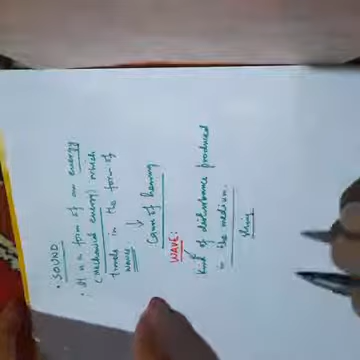 • SOUND
• It is a form of an energy
(mechanical energy) which
travels in the form of
waves. ↓
Cause of hearing
WAVE:
Kind of disturbance produced
in the medium.